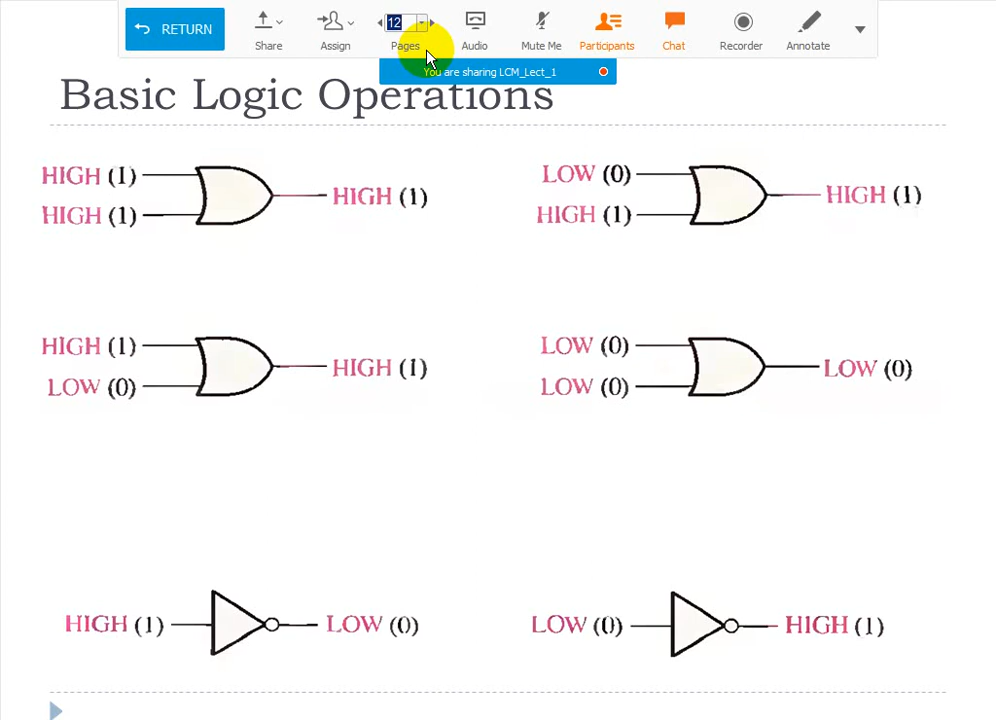 RETURN
Share
Assign
12
Pages
Audio
Mute Me
Participants
Chat
Recorder
Annotate
You are sharing LCM_Lect_1
Basic Logic Operations
HIGH (1)
HIGH (1)
HIGH (1)
LOW (0)
HIGH (1)
HIGH (1)
HIGH (1)
LOW (0)
HIGH (1)
LOW (0)
LOW (0)
LOW (0)
HIGH (1)
LOW (0)
LOW (0)
HIGH (1)